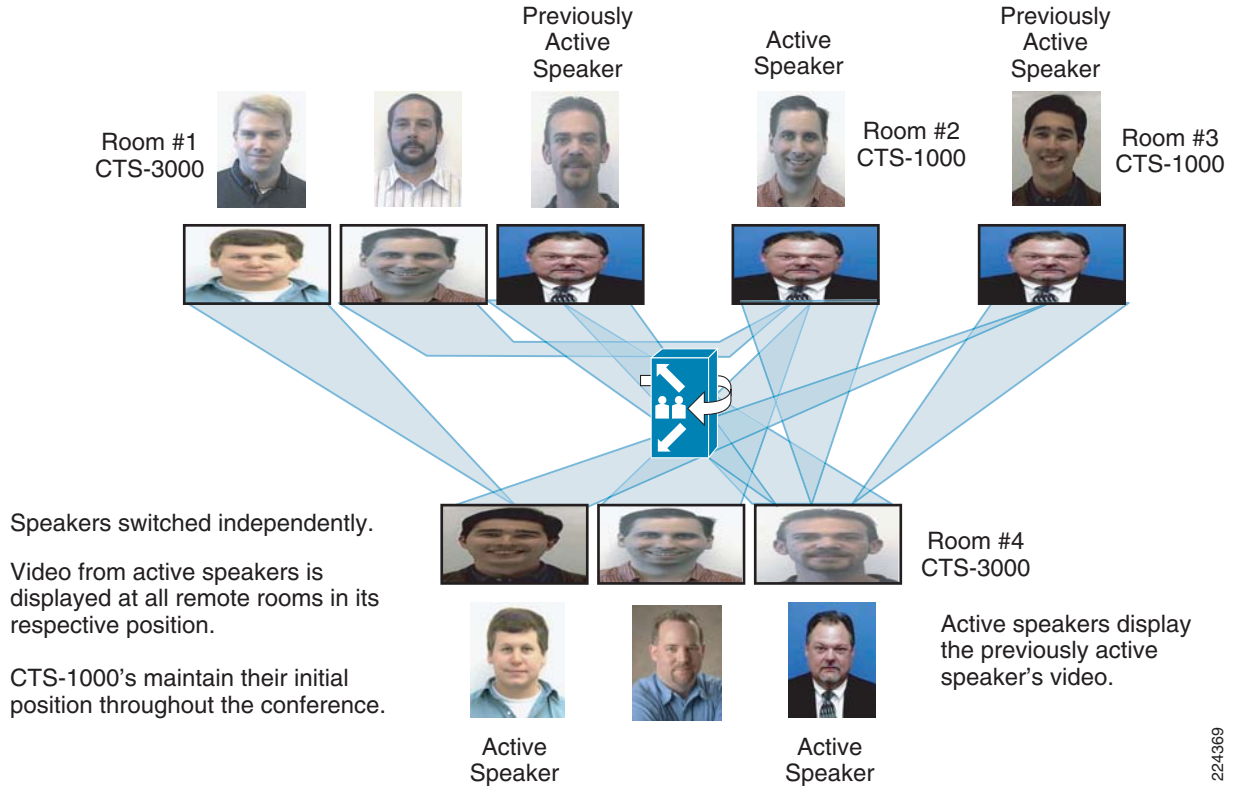 Previously
Active
Speaker
Active
Speaker
Previously
Active
Speaker
Room #1
CTS-3000
Room #2
CTS-1000
Room #3
CTS-1000
Speakers switched independently.
Video from active speakers is
displayed at all remote rooms in its
respective position.
CTS-1000's maintain their initial
position throughout the conference.
Room #4
CTS-3000
Active speakers display
the previously active
speaker's video.
Active
Speaker
Active
Speaker
224369